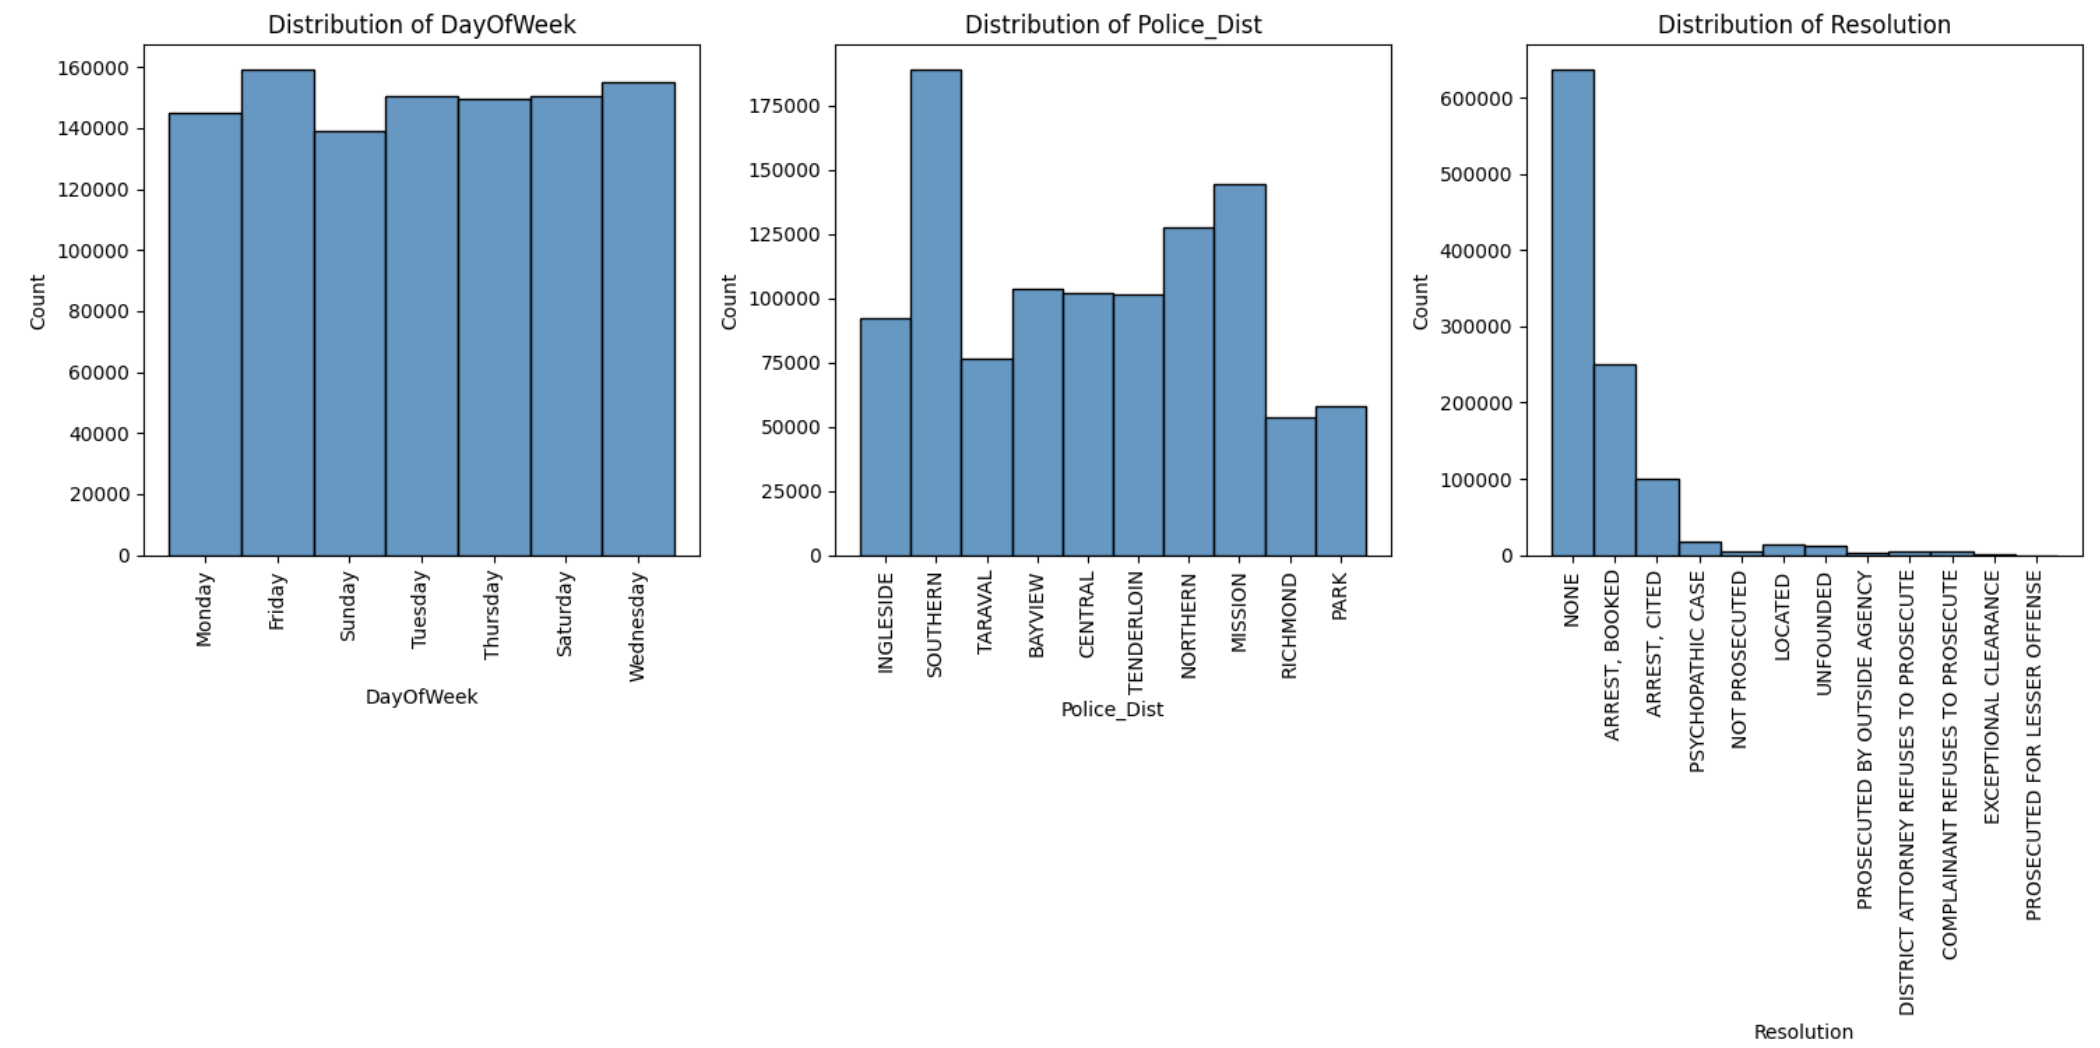 Distribution of DayOfWeek
160000
140000
120000
100000
80000
60000
40000
20000
0
Count
Monday
Friday
Sunday
Tuesday
Thursday
Saturday
Wednesday
DayOfWeek
Distribution of Police_Dist
175000
150000
125000
100000
75000
50000
25000
0
Count
INGLESIDE
SOUTHERN
TARAVAL
BAYVIEW
CENTRAL
TENDERLOIN
NORTHERN
MISSION
RICHMOND
PARK
Police_Dist
Distribution of Resolution
600000
500000
400000
300000
200000
100000
0
Count
NONE
ARREST, BOOKED
ARREST, CITED
PSYCHOPATHIC CASE
NOT PROSECUTED
LOCATED
UNFOUNDED
PROSECUTED BY OUTSIDE AGENCY
DISTRICT ATTORNEY REFUSES TO PROSECUTE
COMPLAINANT REFUSES TO PROSECUTE
EXCEPTIONAL CLEARANCE
PROSECUTED FOR LESSER OFFENSE
Resolution